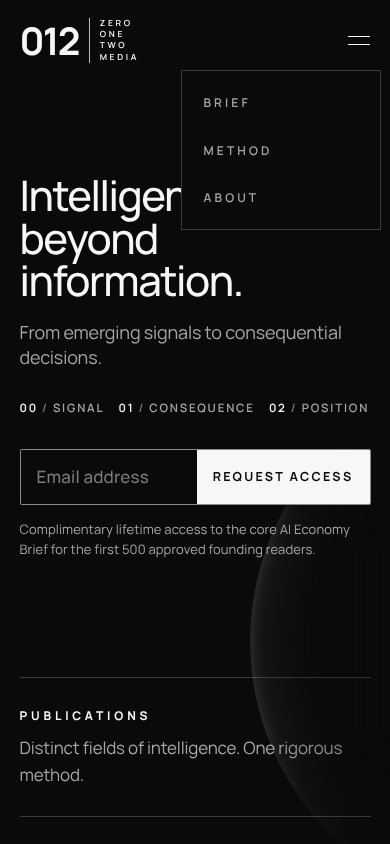 012
ZERO
ONE
TWO
MEDIA
BRIEF
METHOD
ABOUT
Intelligen
beyond
information.
From emerging signals to consequential
decisions.
00 / SIGNAL 01 / CONSEQUENCE 02 / POSITION
Email address
REQUEST ACCESS
Complimentary lifetime access to the core AI Economy
Brief for the first 500 approved founding readers.
PUBLICATIONS
Distinct fields of intelligence. One rigorous
method.